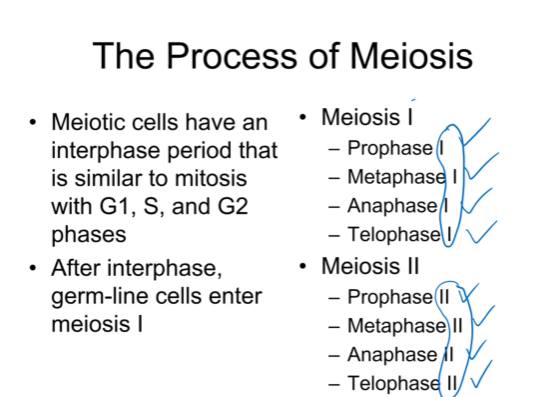 The Process of Meiosis
• Meiotic cells have an
interphase period that
is similar to mitosis
with G1, S, and G2
phases
• After interphase,
germ-line cells enter
meiosis I
• Meiosis I
– Prophase I
– Metaphase I
– Anaphase I
– Telophase I
• Meiosis II
– Prophase II
– Metaphase II
– Anaphase II
– Telophase II